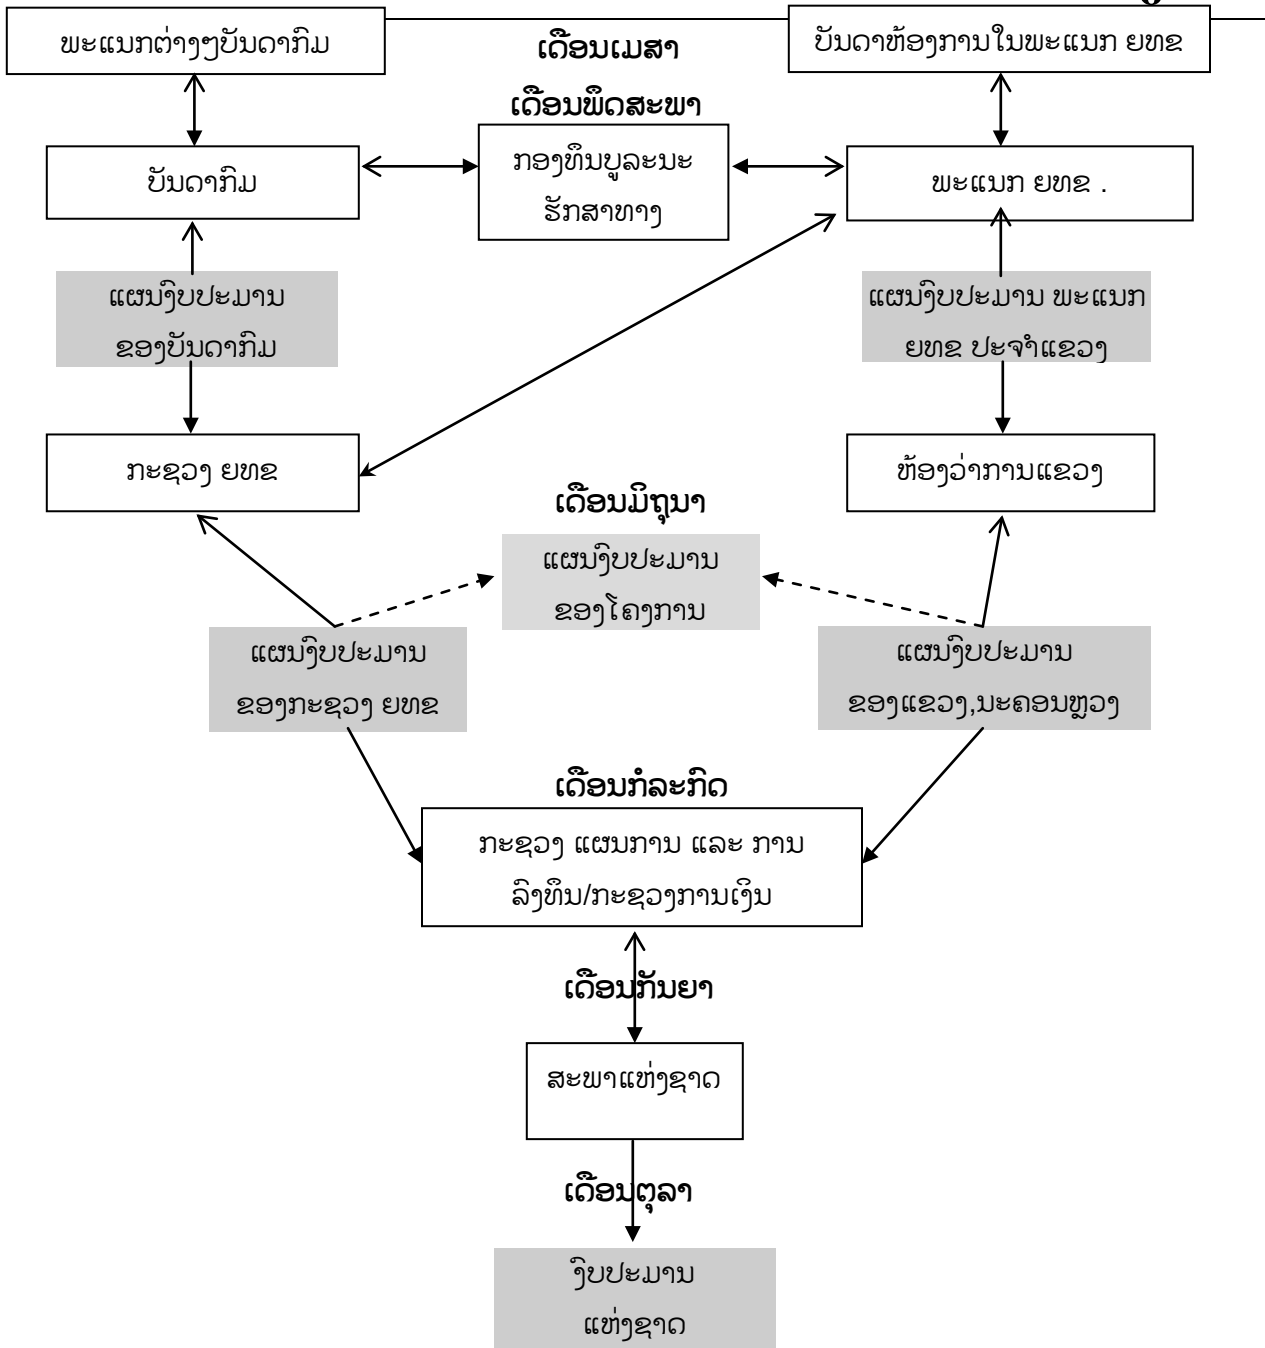 ພະແນກຕ່າງໆບັນດາກົມ
ບັນດາຫ້ອງການໃນພະແນກ ຍທຂ
ເດືອນເມສາ
ເດືອນພຶດສະພາ
ບັນດາກົມ
ກອງທຶນບູລະນະ
ຮັກສາທາງ
ພະແນກ ຍທຂ .
ແຜນງົບປະມານ
ຂອງບັນດາກົມ
ແຜນງົບປະມານ ພະແນກ
ຍທຂ ປະຈຳແຂວງ
ກະຊວງ ຍທຂ
ຫ້ອງວ່າການແຂວງ
ເດືອນມິຖຸນາ
ແຜນງົບປະມານ
ຂອງໂຄງການ
ແຜນງົບປະມານ
ຂອງກະຊວງ ຍທຂ
ແຜນງົບປະມານ
ຂອງແຂວງ,ນະຄອນຫຼວງ
ເດືອນກໍລະກົດ
ກະຊວງ ແຜນການ ແລະ ການ
ລົງທຶນ/ກະຊວງການເງິນ
ເດືອນກັນຍາ
ສະພາແຫ່ງຊາດ
ເດືອນຕຸລາ
ງົບປະມານ
ແຫ່ງຊາດ